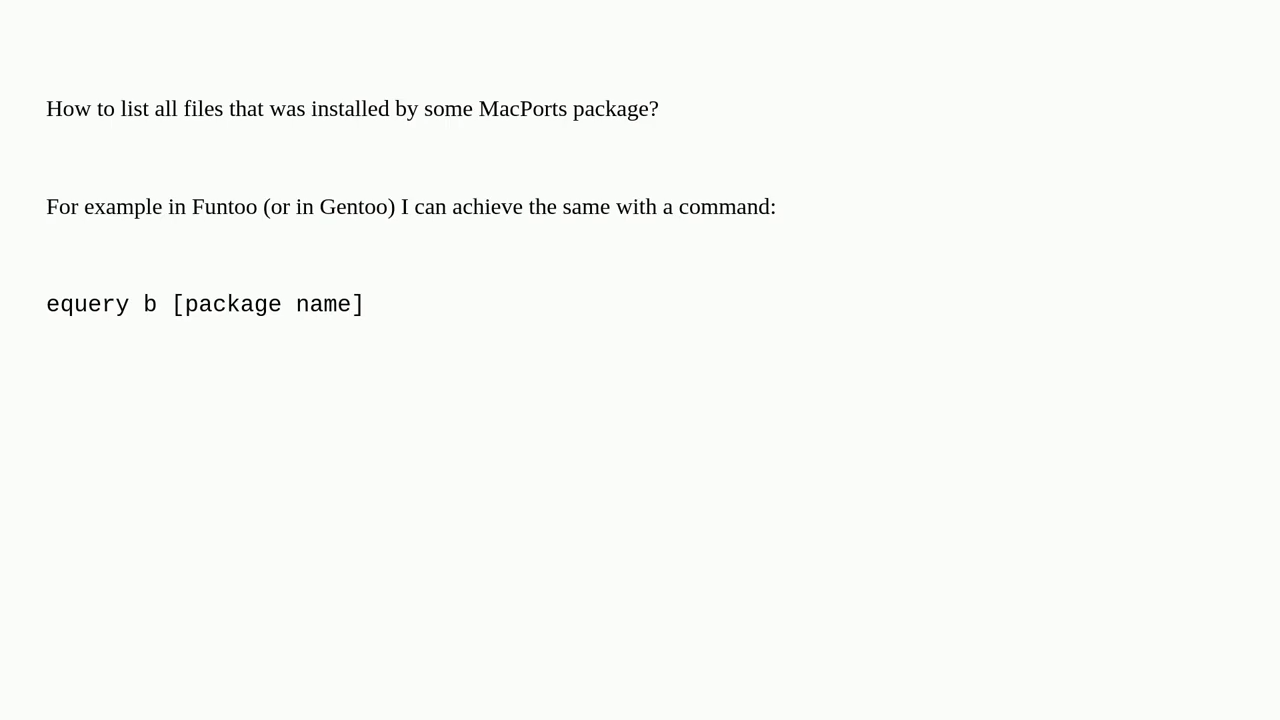 How to list all files that was installed by some MacPorts package?
For example in Funtoo (or in Gentoo) I can achieve the same with a command:
equery b [package name]